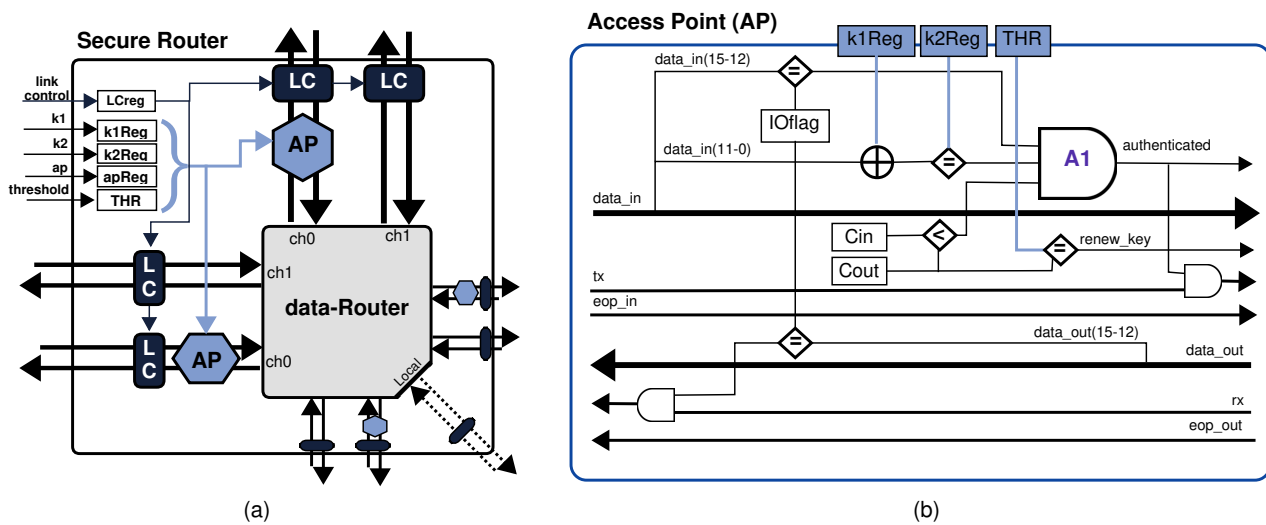 Secure Router
link
control
k1
k2
ap
threshold
LCreg
k1Reg
k2Reg
apReg
THR
LC
LC
AP
ch0
ch1
L
C
ch1
data-Router
L
C
AP
ch0
Local
(a)
Access Point (AP)
k1Reg
k2Reg
THR
data_in(15-12)
=
IOflag
data_in(11-0)
=
A1
authenticated
data_in
Cin
<
Cout
=
renew_key
tx
eop_in
=
data_out(15-12)
data_out
rx
eop_out
(b)